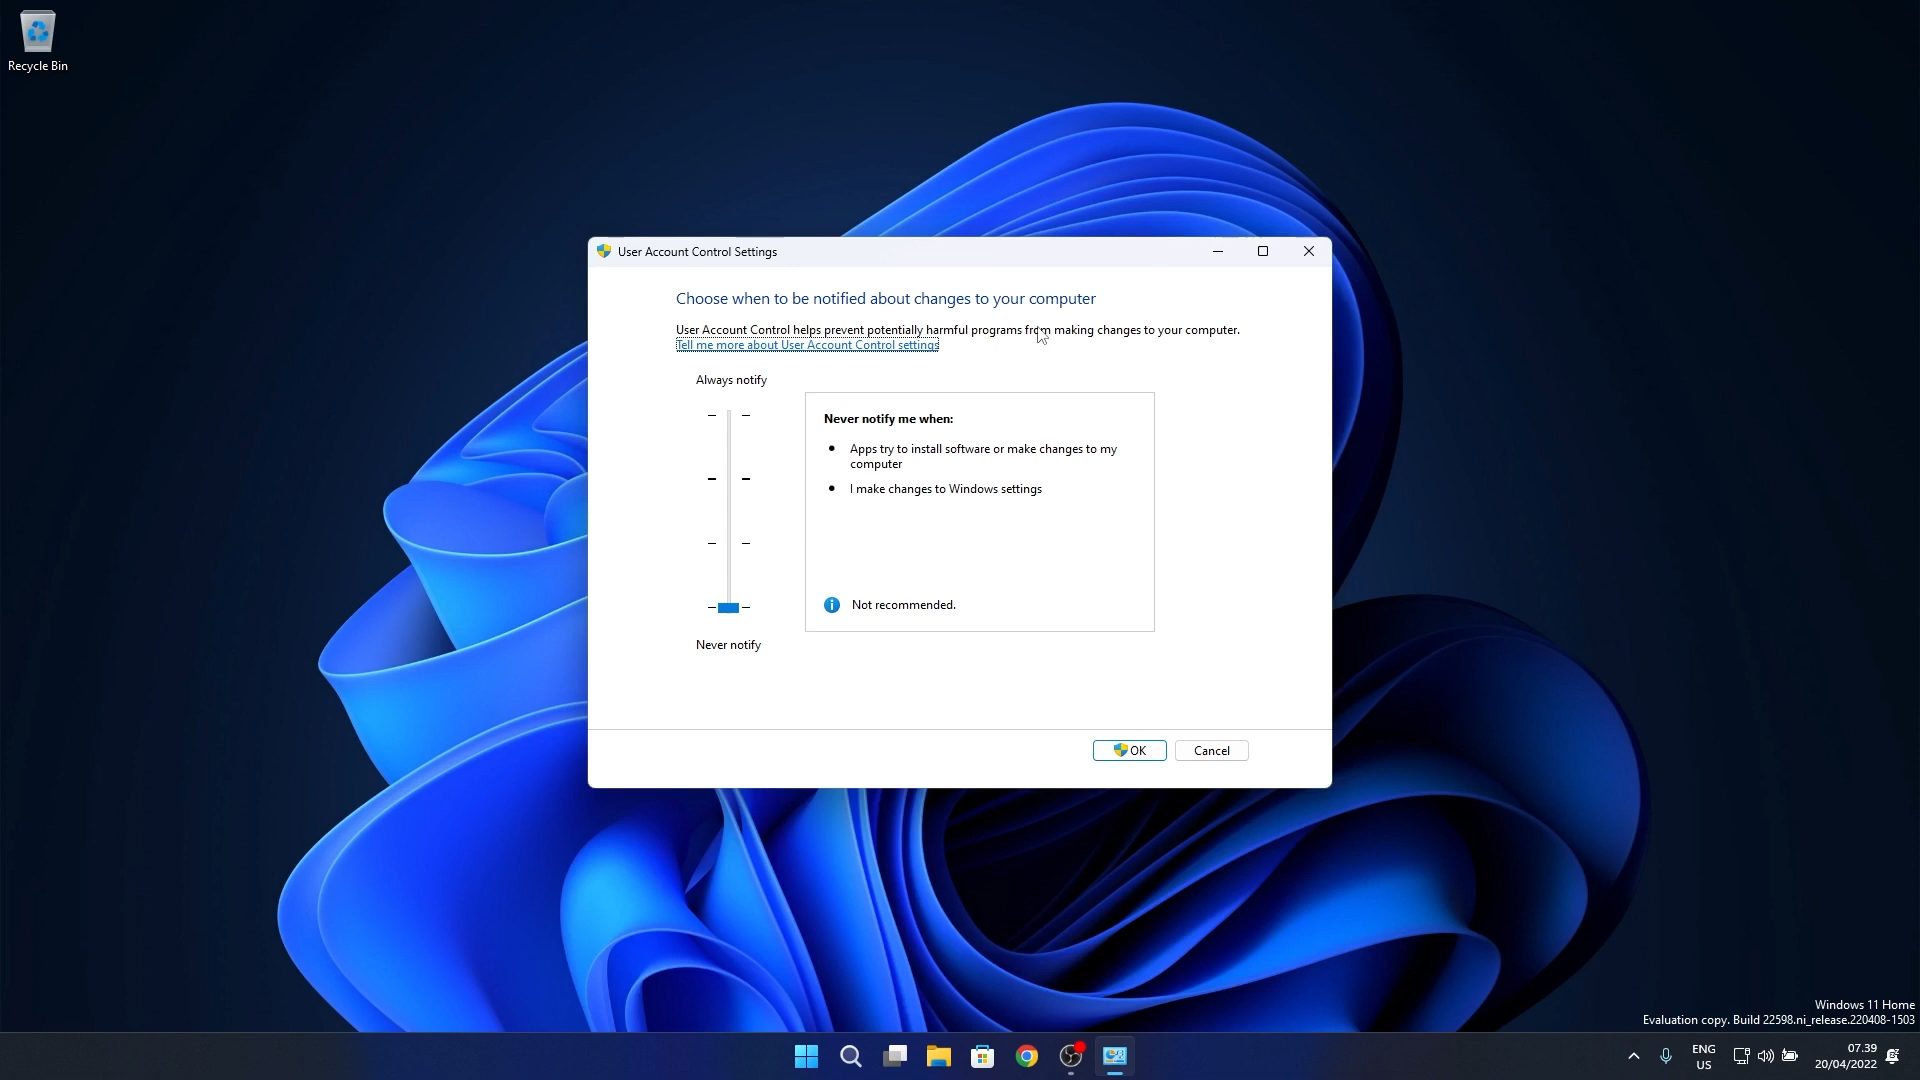 Recycle Bin
User Account Control Settings
Choose when to be notified about changes to your computer
User Account Control helps prevent potentially harmful programs from making changes to your computer.
Tell me more about User Account Control settings
Always notify
Never notify me when:
Apps try to install software or make changes to my
computer
I make changes to Windows settings
Not recommended.
Never notify
OK
Cancel
Windows 11 Home
Evaluation copy. Build 22598.ni_release.220408-1503
ENG
US
07.39
20/04/2022